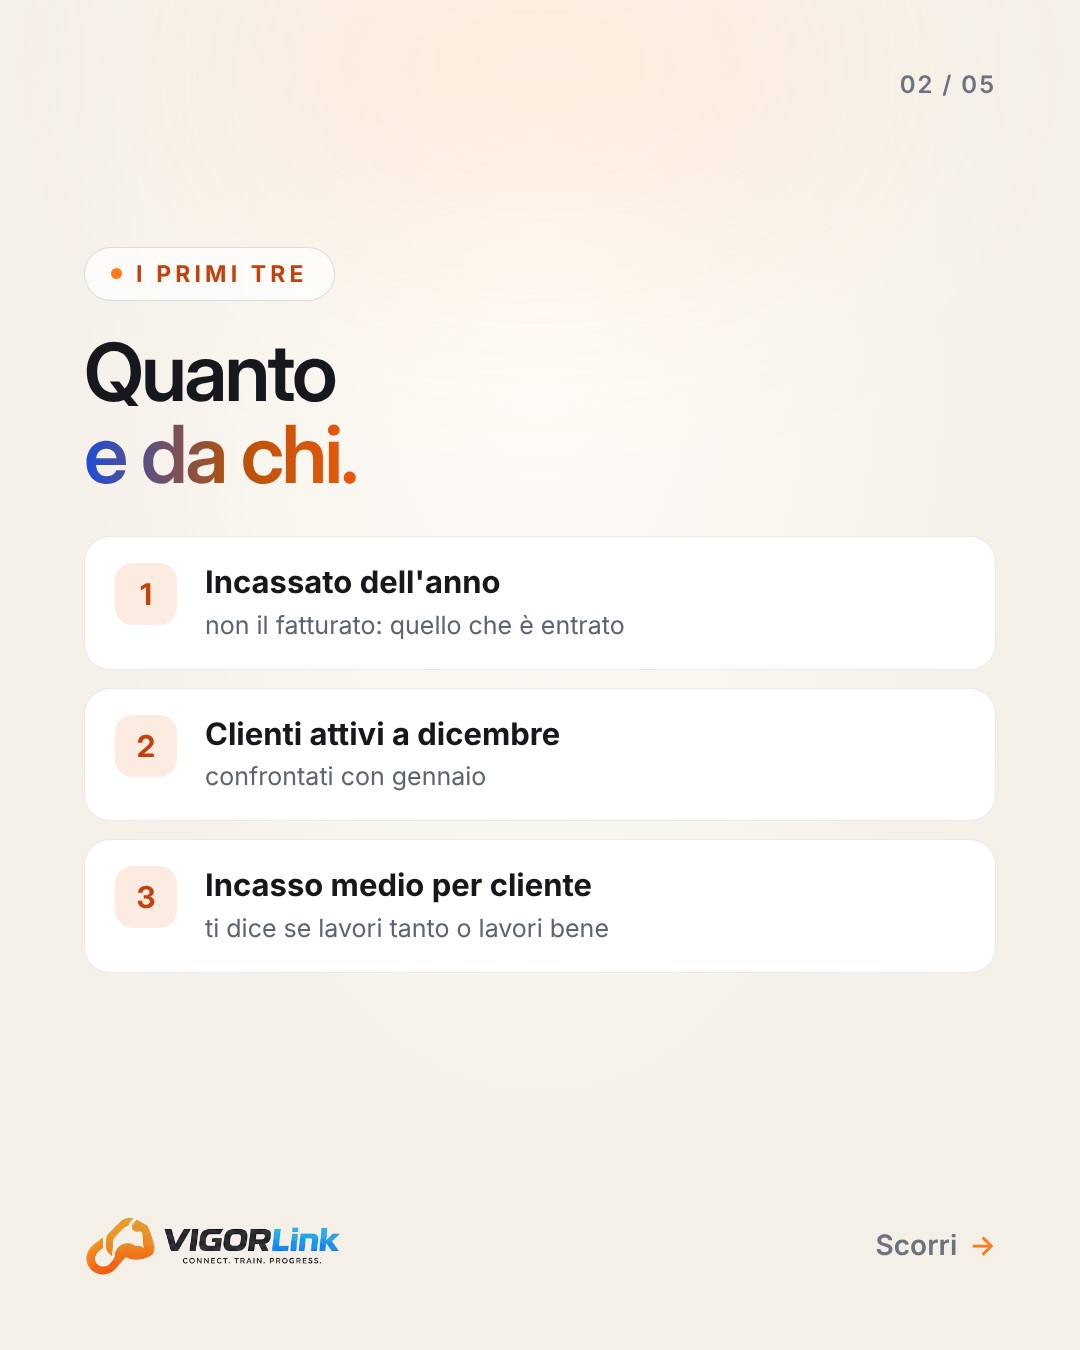 02 / 05
I PRIMI TRE
Quanto
e da chi.
1
Incassato dell'anno
non il fatturato: quello che è entrato
2
Clienti attivi a dicembre
confrontati con gennaio
3
Incasso medio per cliente
ti dice se lavori tanto o lavori bene
VIGORLink
CONNECT. TRAIN. PROGRESS.
Scorri →